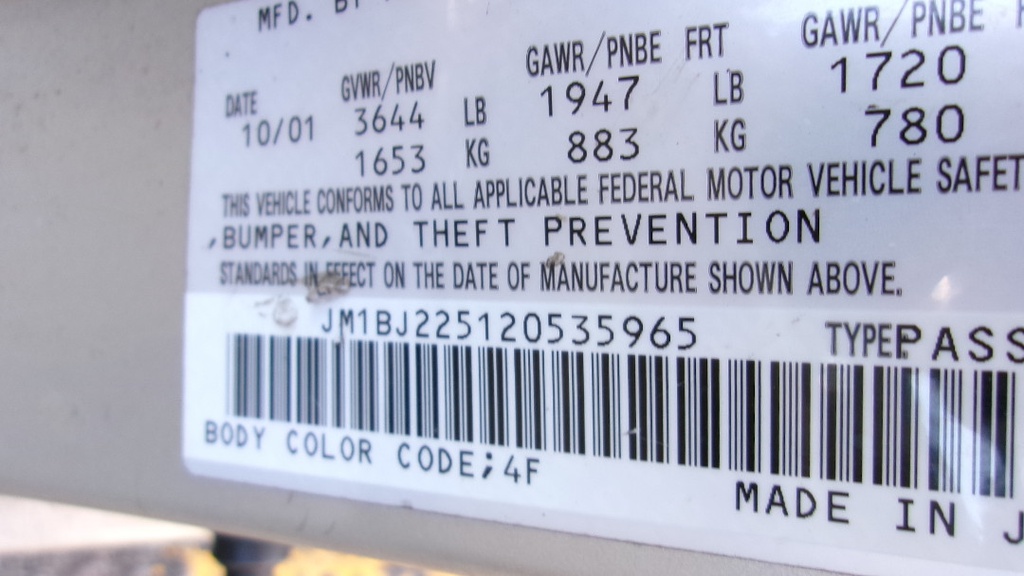 MFD. BY
DATE GVWR/PNBV GAWR/PNBE FRT GAWR/PNBE
10/01 3644 LB 1947 LB 1720
1653 KG 883 KG 780
THIS VEHICLE CONFORMS TO ALL APPLICABLE FEDERAL MOTOR VEHICLE SAFET
,BUMPER,AND THEFT PREVENTION
STANDARDS IN EFFECT ON THE DATE OF MANUFACTURE SHOWN ABOVE.
JM1BJ225120535965 TYPE:PASS
BODY COLOR CODE;4F
MADE IN J